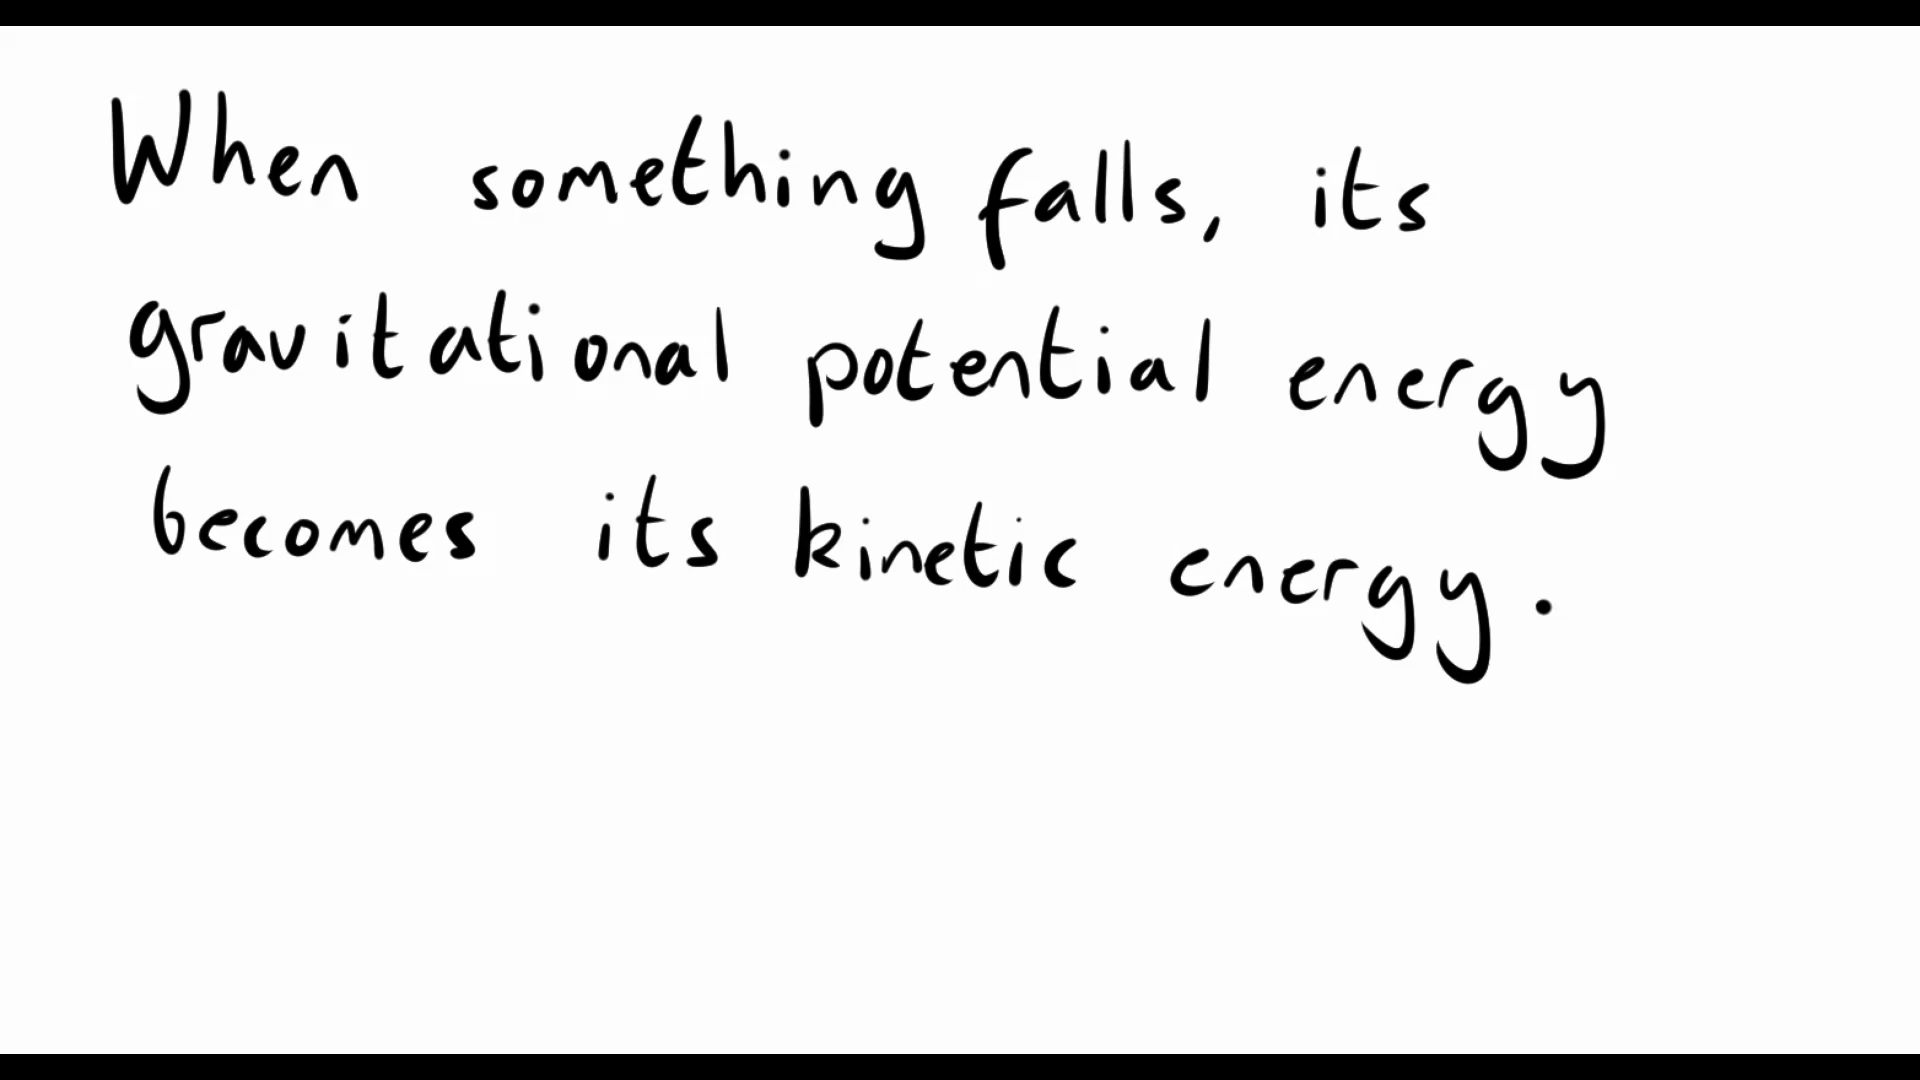 When something falls, its
gravitational potential energy
becomes its kinetic energy.